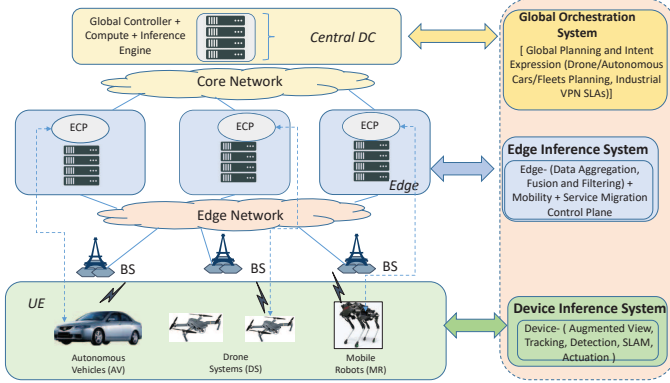 Global Controller +
Compute + Inference
Engine
Central DC
Core Network
ECP
ECP
ECP
Edge
Edge Network
BS
BS
BS
UE
Autonomous
Vehicles (AV)
Drone
Systems (DS)
Mobile
Robots (MR)
Global Orchestration
System
[ Global Planning and Intent
Expression (Drone/Autonomous
Cars/Fleets Planning, Industrial
VPN SLAs)]
Edge Inference System
Edge- (Data Aggregation,
Fusion and Filtering) +
Mobility + Service Migration
Control Plane
Device Inference System
Device- ( Augmented View,
Tracking, Detection, SLAM,
Actuation )